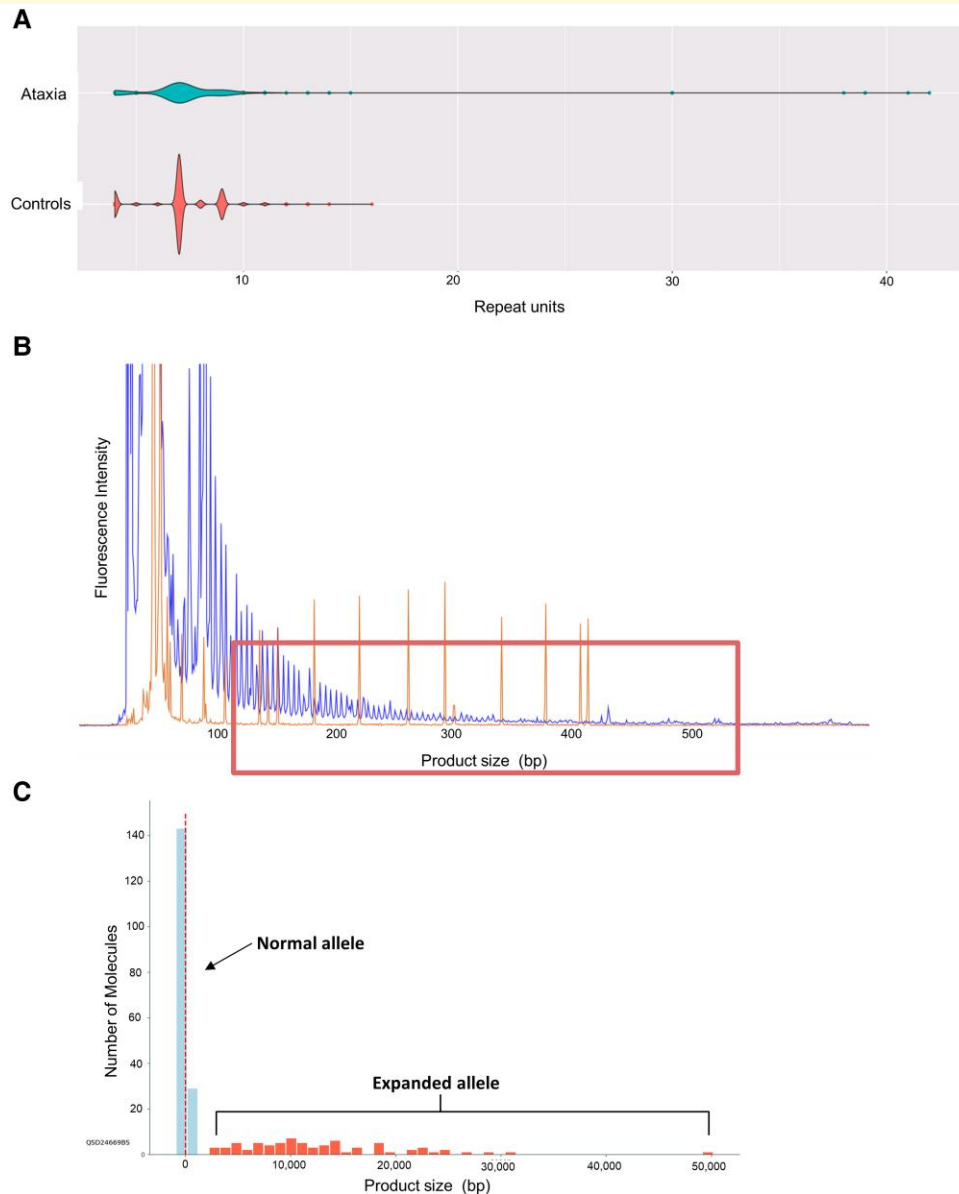 A
Ataxia
Controls
10 20 30 40
Repeat units
B
Fluorescence Intensity
100 200 300 400 500
Product size (bp)
C
Number of Molecules
140
120
100
80
60
40
20
0
Normal allele
Expanded allele
QSD24669BS
0 10,000 20,000 30,000 40,000 50,000
Product size (bp)